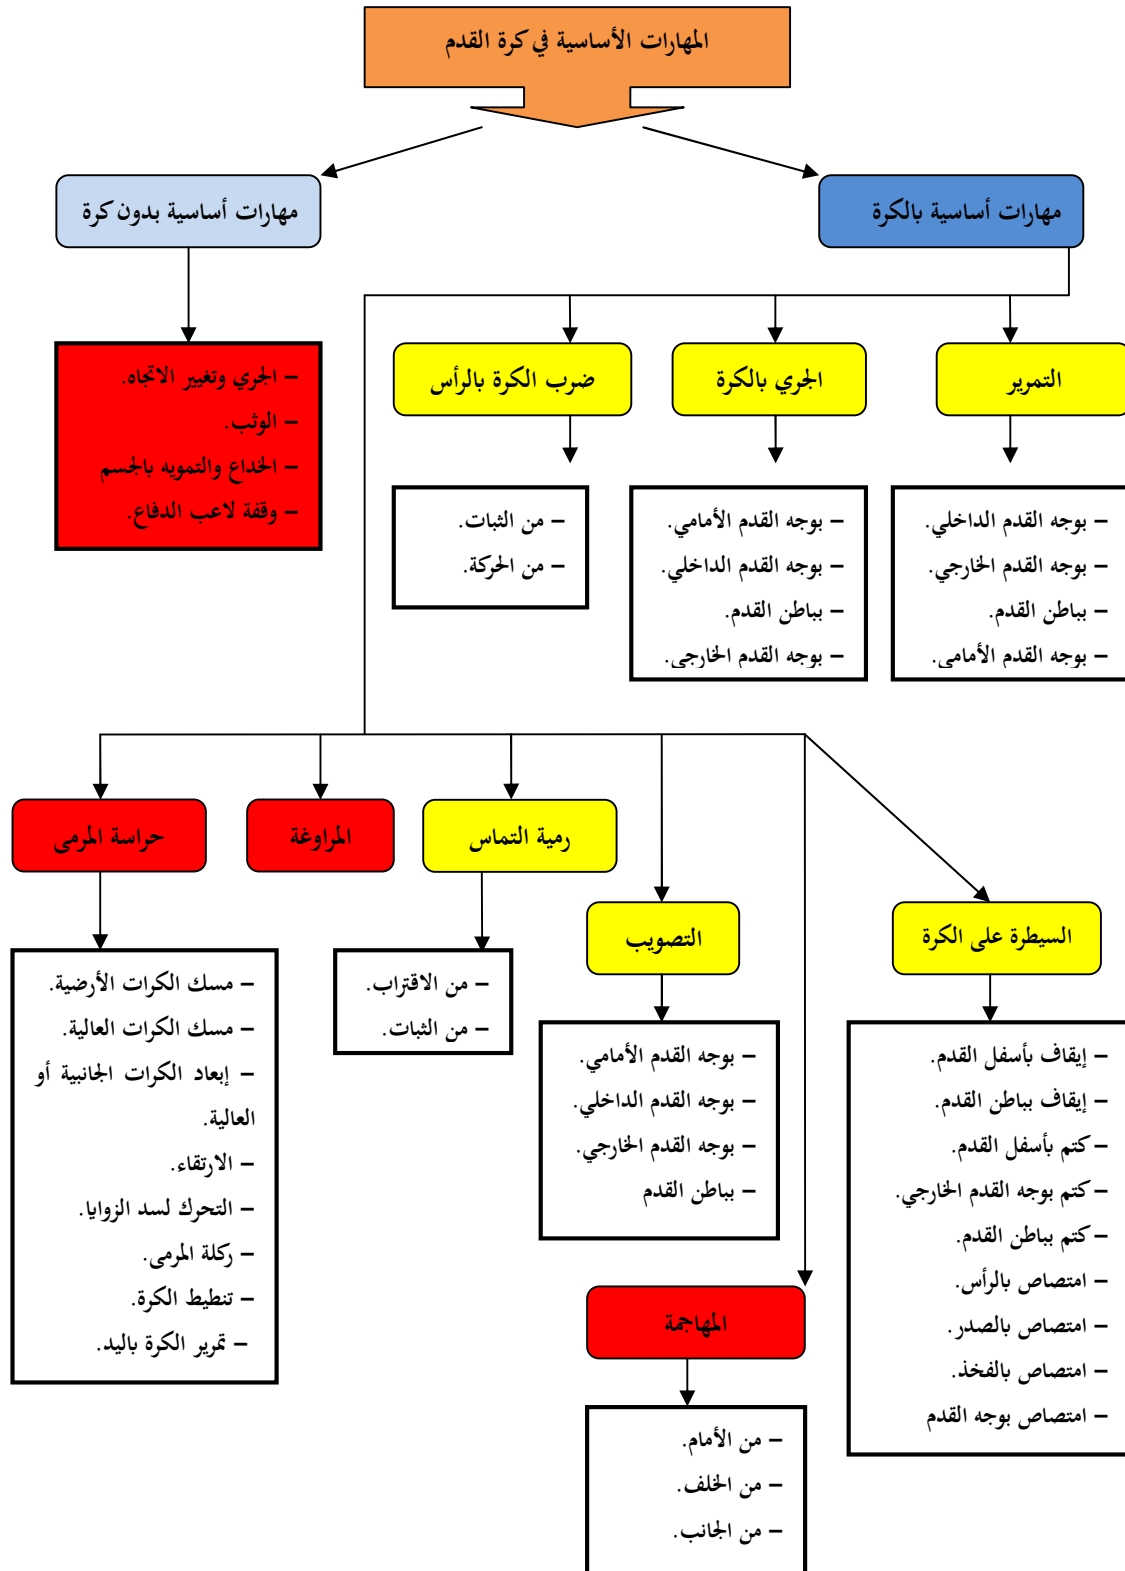 المهارات الأساسية في كرة القدم
مهارات أساسية بالكرة
مهارات أساسية بدون كرة
التمرير
الجري بالكرة
ضرب الكرة بالرأس
– الجري وتغيير الاتجاه.
– الوثب.
– الخداع والتمويه بالجسم
– وقفة لاعب الدفاع.
– بوجه القدم الداخلي.
– بوجه القدم الخارجي.
– بباطن القدم.
– بوجه القدم الأمامي.
– بوجه القدم الأمامي.
– بوجه القدم الداخلي.
– بباطن القدم.
– بوجه القدم الخارجي.
– من الثبات.
– من الحركة.
السيطرة على الكرة
التصويب
رمية التماس
المراوغة
حراسة المرمى
– إيقاف بأسفل القدم.
– إيقاف بباطن القدم.
– كتم بأسفل القدم.
– كتم بوجه القدم الخارجي.
– كتم بباطن القدم.
– امتصاص بالرأس.
– امتصاص بالصدر.
– امتصاص بالفخذ.
– امتصاص بوجه القدم
– بوجه القدم الأمامي.
– بوجه القدم الداخلي.
– بوجه القدم الخارجي.
– بباطن القدم
– من الاقتراب.
– من الثبات.
– مسك الكرات الأرضية.
– مسك الكرات العالية.
– إبعاد الكرات الجانبية أو
العالية.
– الارتقاء.
– التحرك لسد الزوايا.
– ركلة المرمى.
– تنطيط الكرة.
– تمرير الكرة باليد.
المهاجمة
– من الأمام.
– من الخلف.
– من الجانب.